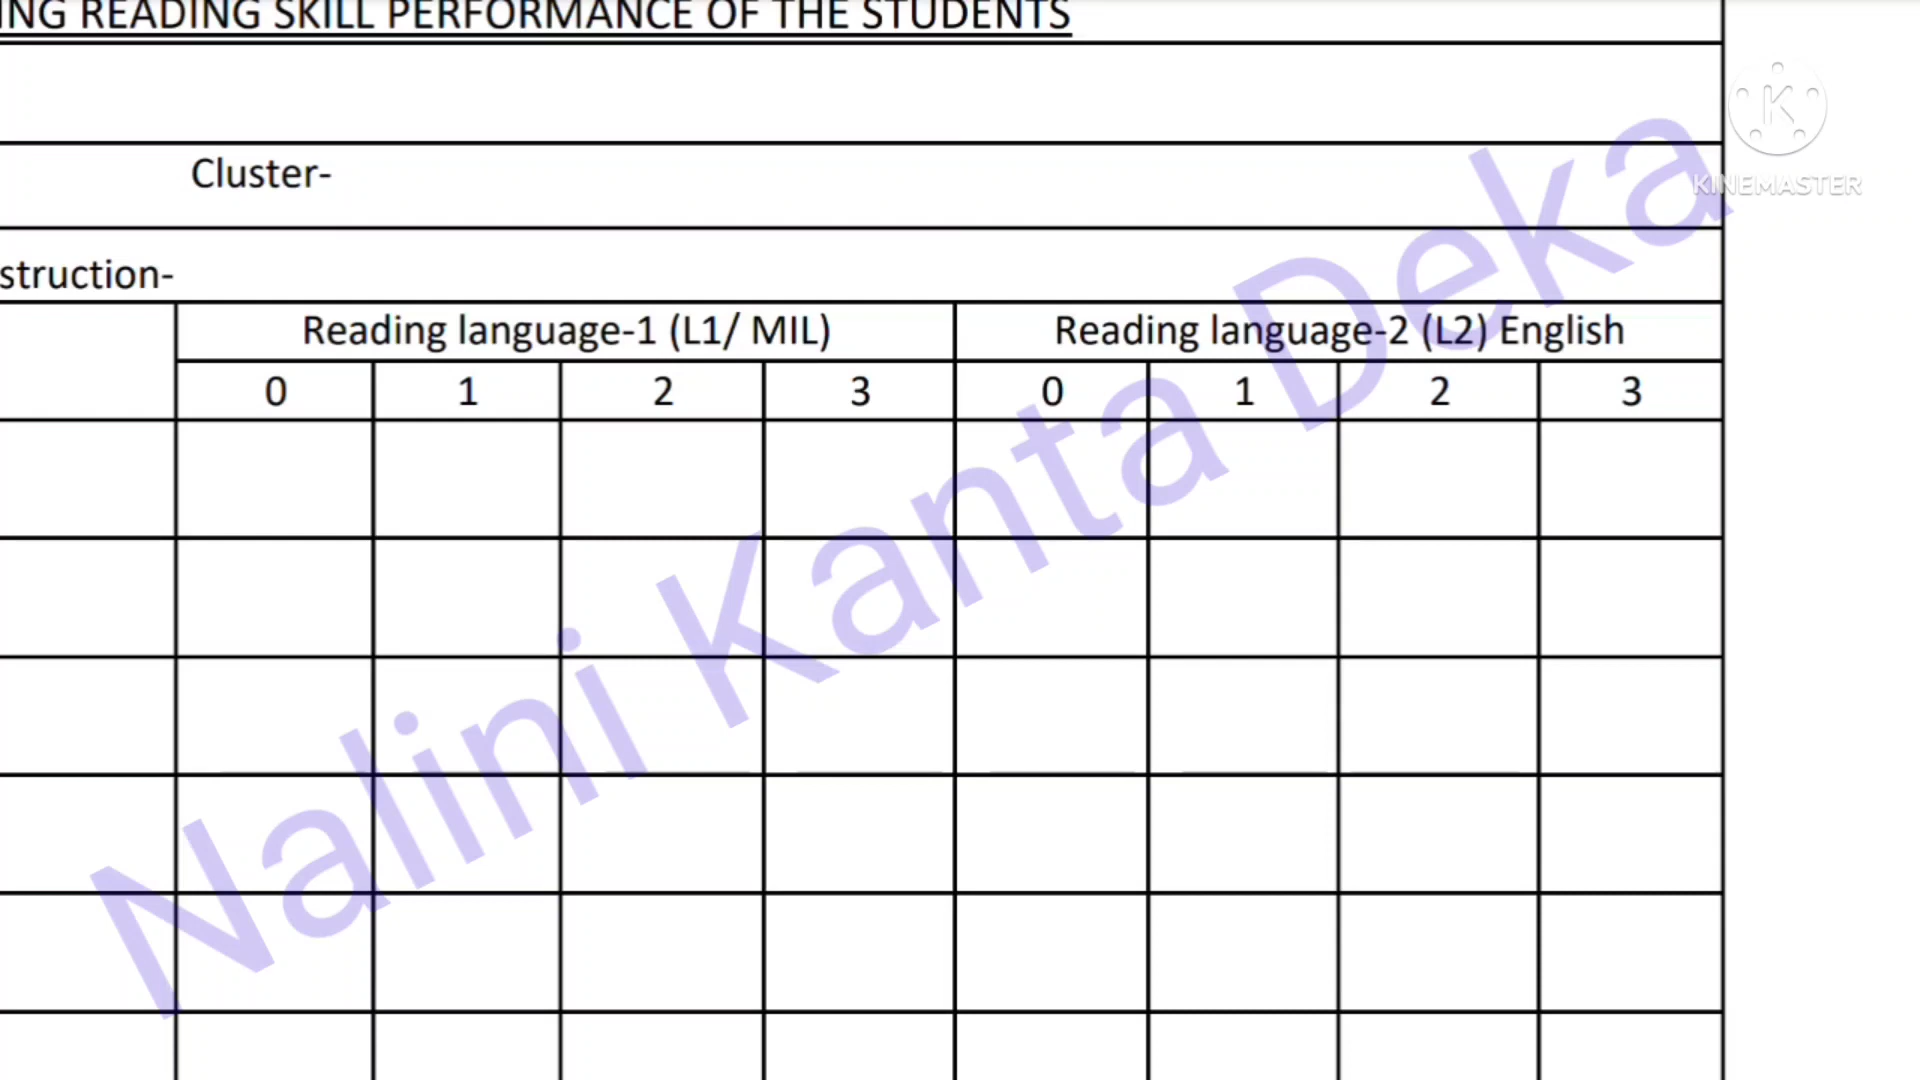 ING READING SKILL PERFORMANCE OF THE STUDENTS
Cluster-
struction-
Reading language-1 (L1/ MIL) Reading language-2 (L2) English
0 1 2 3 0 1 2 3
Nalini Kanta Deka
K
KINEMASTER